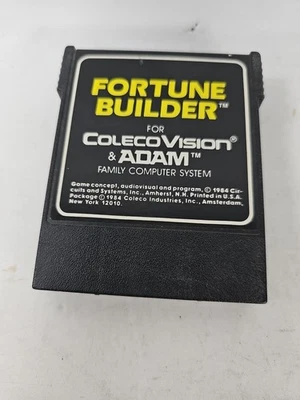 FORTUNE
BUILDER™
FOR
COLECOVISION®
& ADAM™
FAMILY COMPUTER SYSTEM
Game concept, audiovisual and program, © 1984 Cir-
cuits and Systems, Inc., Amherst, N.H. Printed in U.S.A.
Package © 1984 Coleco Industries, Inc., Amsterdam,
New York 12010.